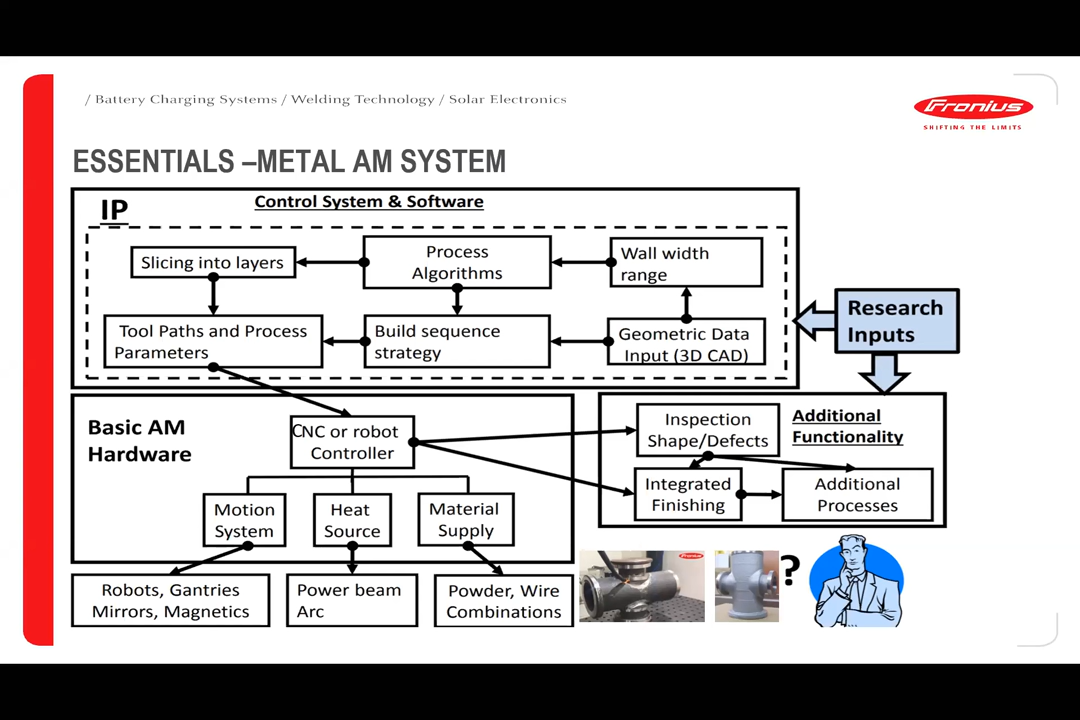 / Battery Charging Systems / Welding Technology / Solar Electronics
Fronius
SHIFTING THE LIMITS
ESSENTIALS –METAL AM SYSTEM
IP
Control System & Software
Slicing into layers
Process
Algorithms
Wall width
range
Tool Paths and Process
Parameters
Build sequence
strategy
Geometric Data
Input (3D CAD)
Research
Inputs
Basic AM
Hardware
CNC or robot
Controller
Motion
System
Heat
Source
Material
Supply
Robots, Gantries
Mirrors, Magnetics
Power beam
Arc
Powder, Wire
Combinations
Inspection
Shape/Defects
Additional
Functionality
Integrated
Finishing
Additional
Processes
Fronius
?